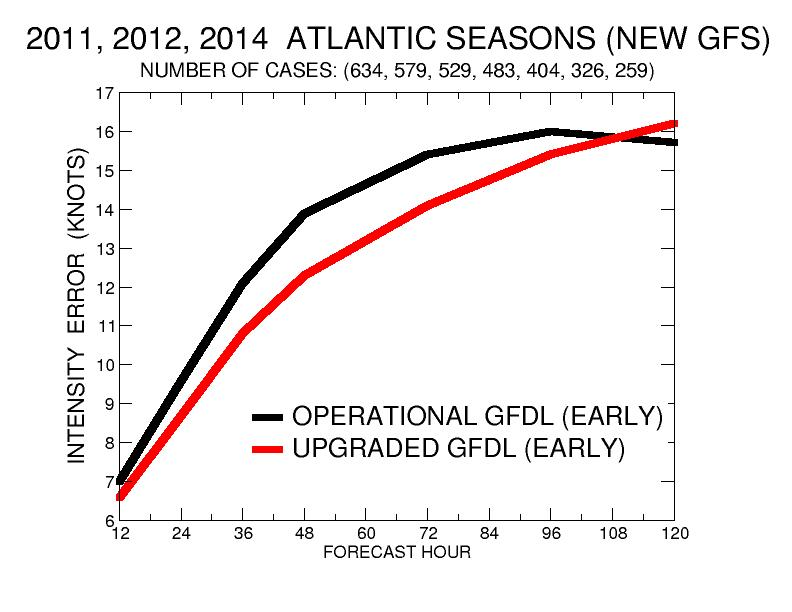 2011, 2012, 2014 ATLANTIC SEASONS (NEW GFS)
NUMBER OF CASES: (634, 579, 529, 483, 404, 326, 259)
INTENSITY ERROR (KNOTS)
17
16
15
14
13
12
11
10
9
8
7
6
OPERATIONAL GFDL (EARLY)
UPGRADED GFDL (EARLY)
12 24 36 48 60 72 84 96 108 120
FORECAST HOUR